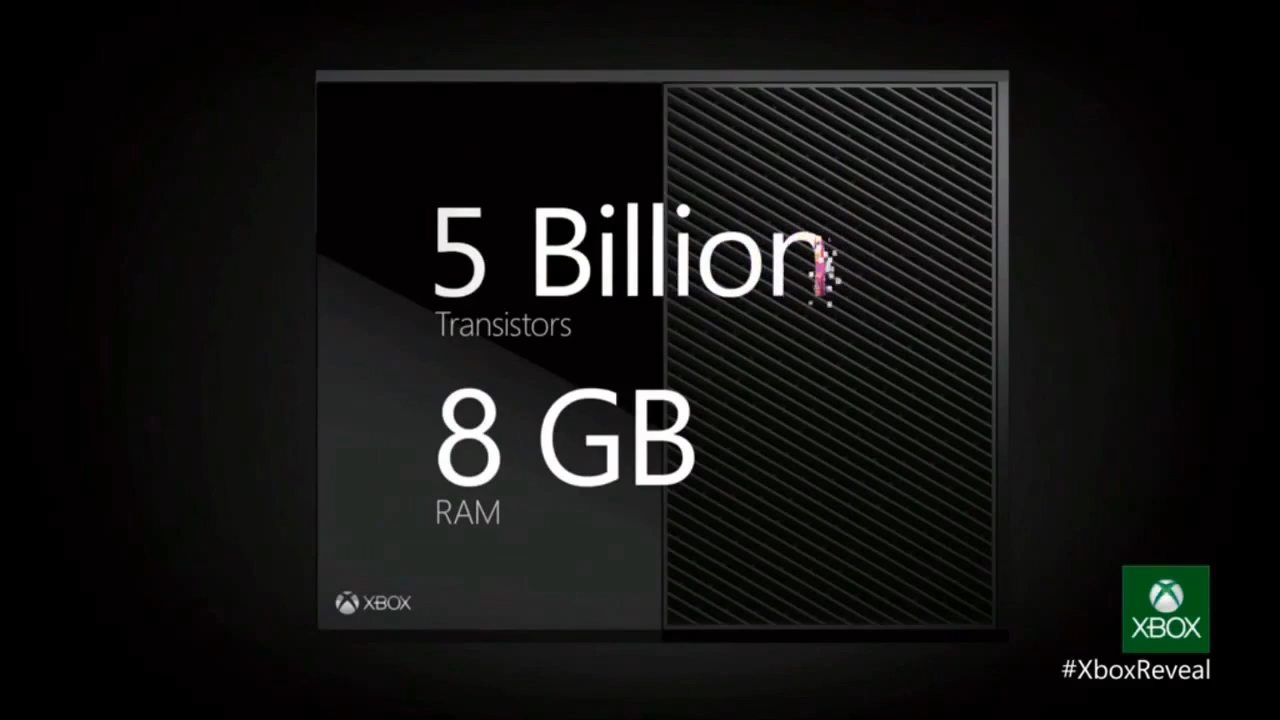 5 Billion
Transistors
8 GB
RAM
XBOX
XBOX
#XboxReveal